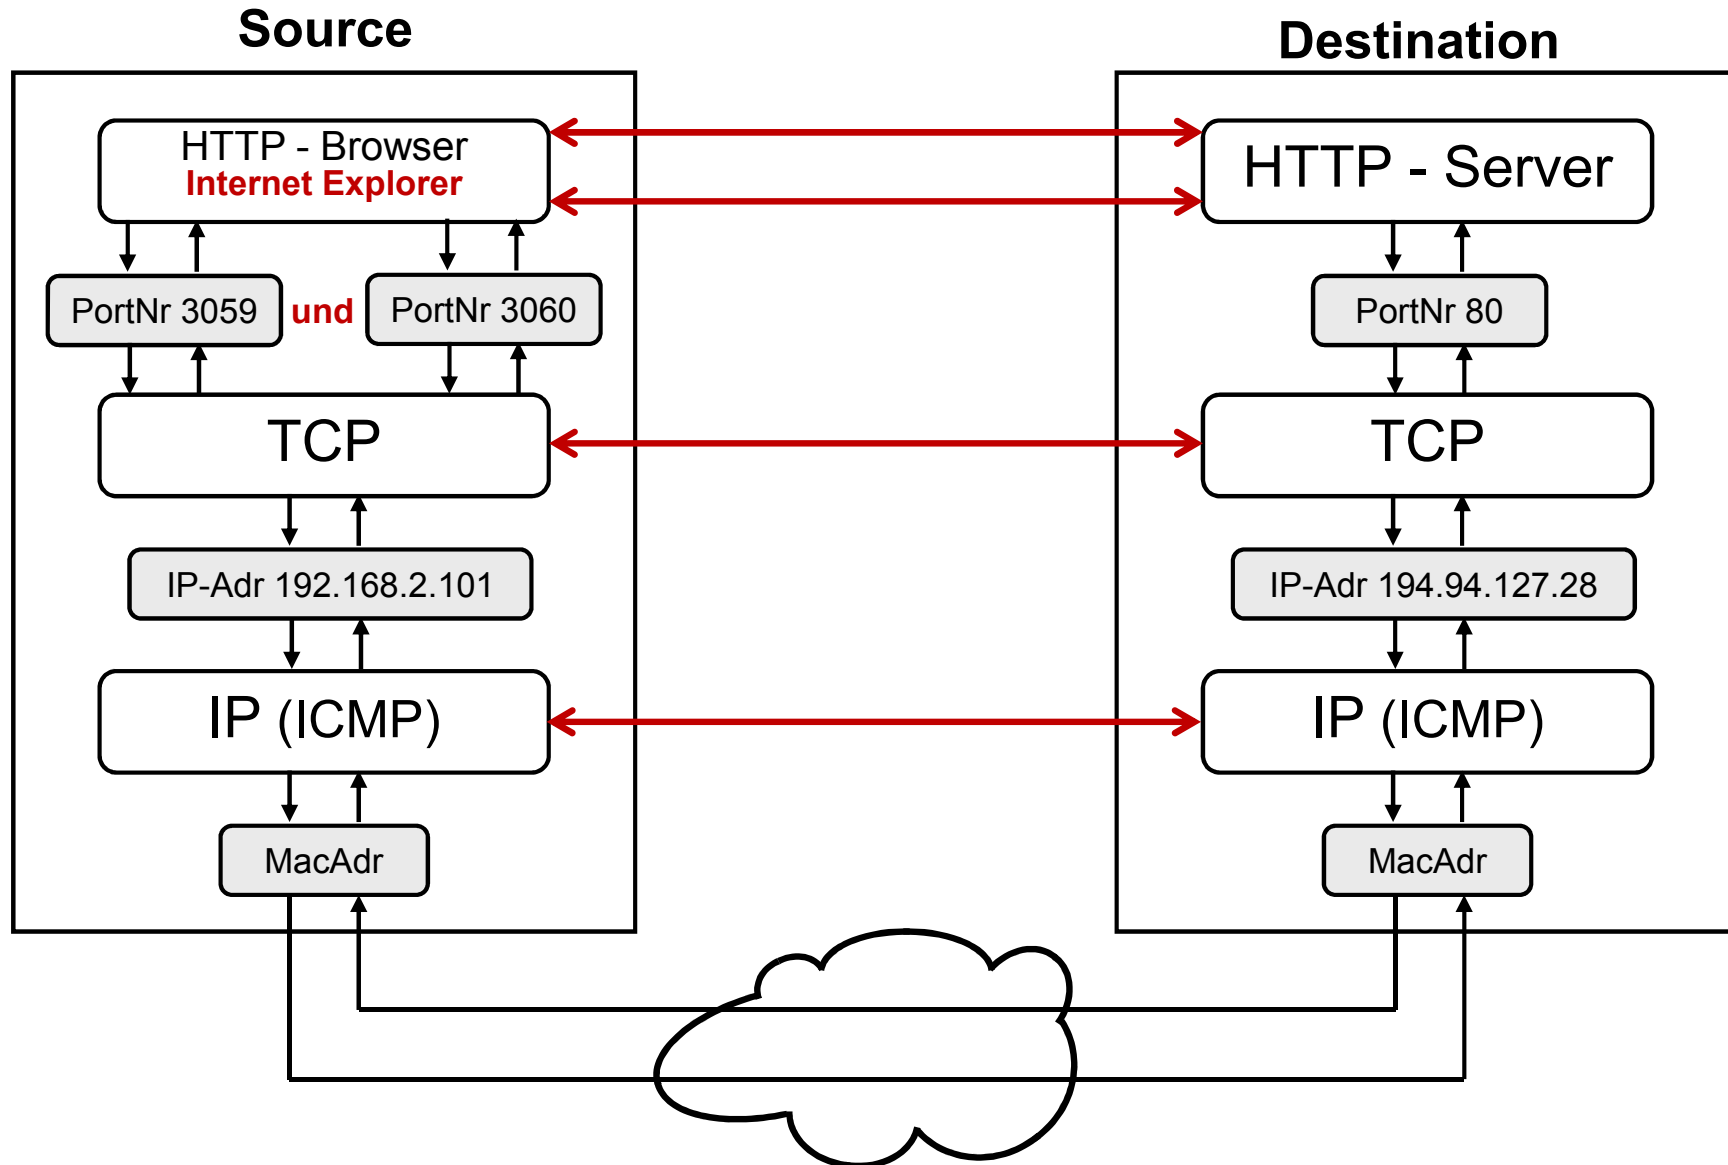 Source
Destination
HTTP - Browser
Internet Explorer
HTTP - Server
PortNr 3059 und PortNr 3060
PortNr 80
TCP
TCP
IP-Adr 192.168.2.101
IP-Adr 194.94.127.28
IP (ICMP)
IP (ICMP)
MacAdr
MacAdr